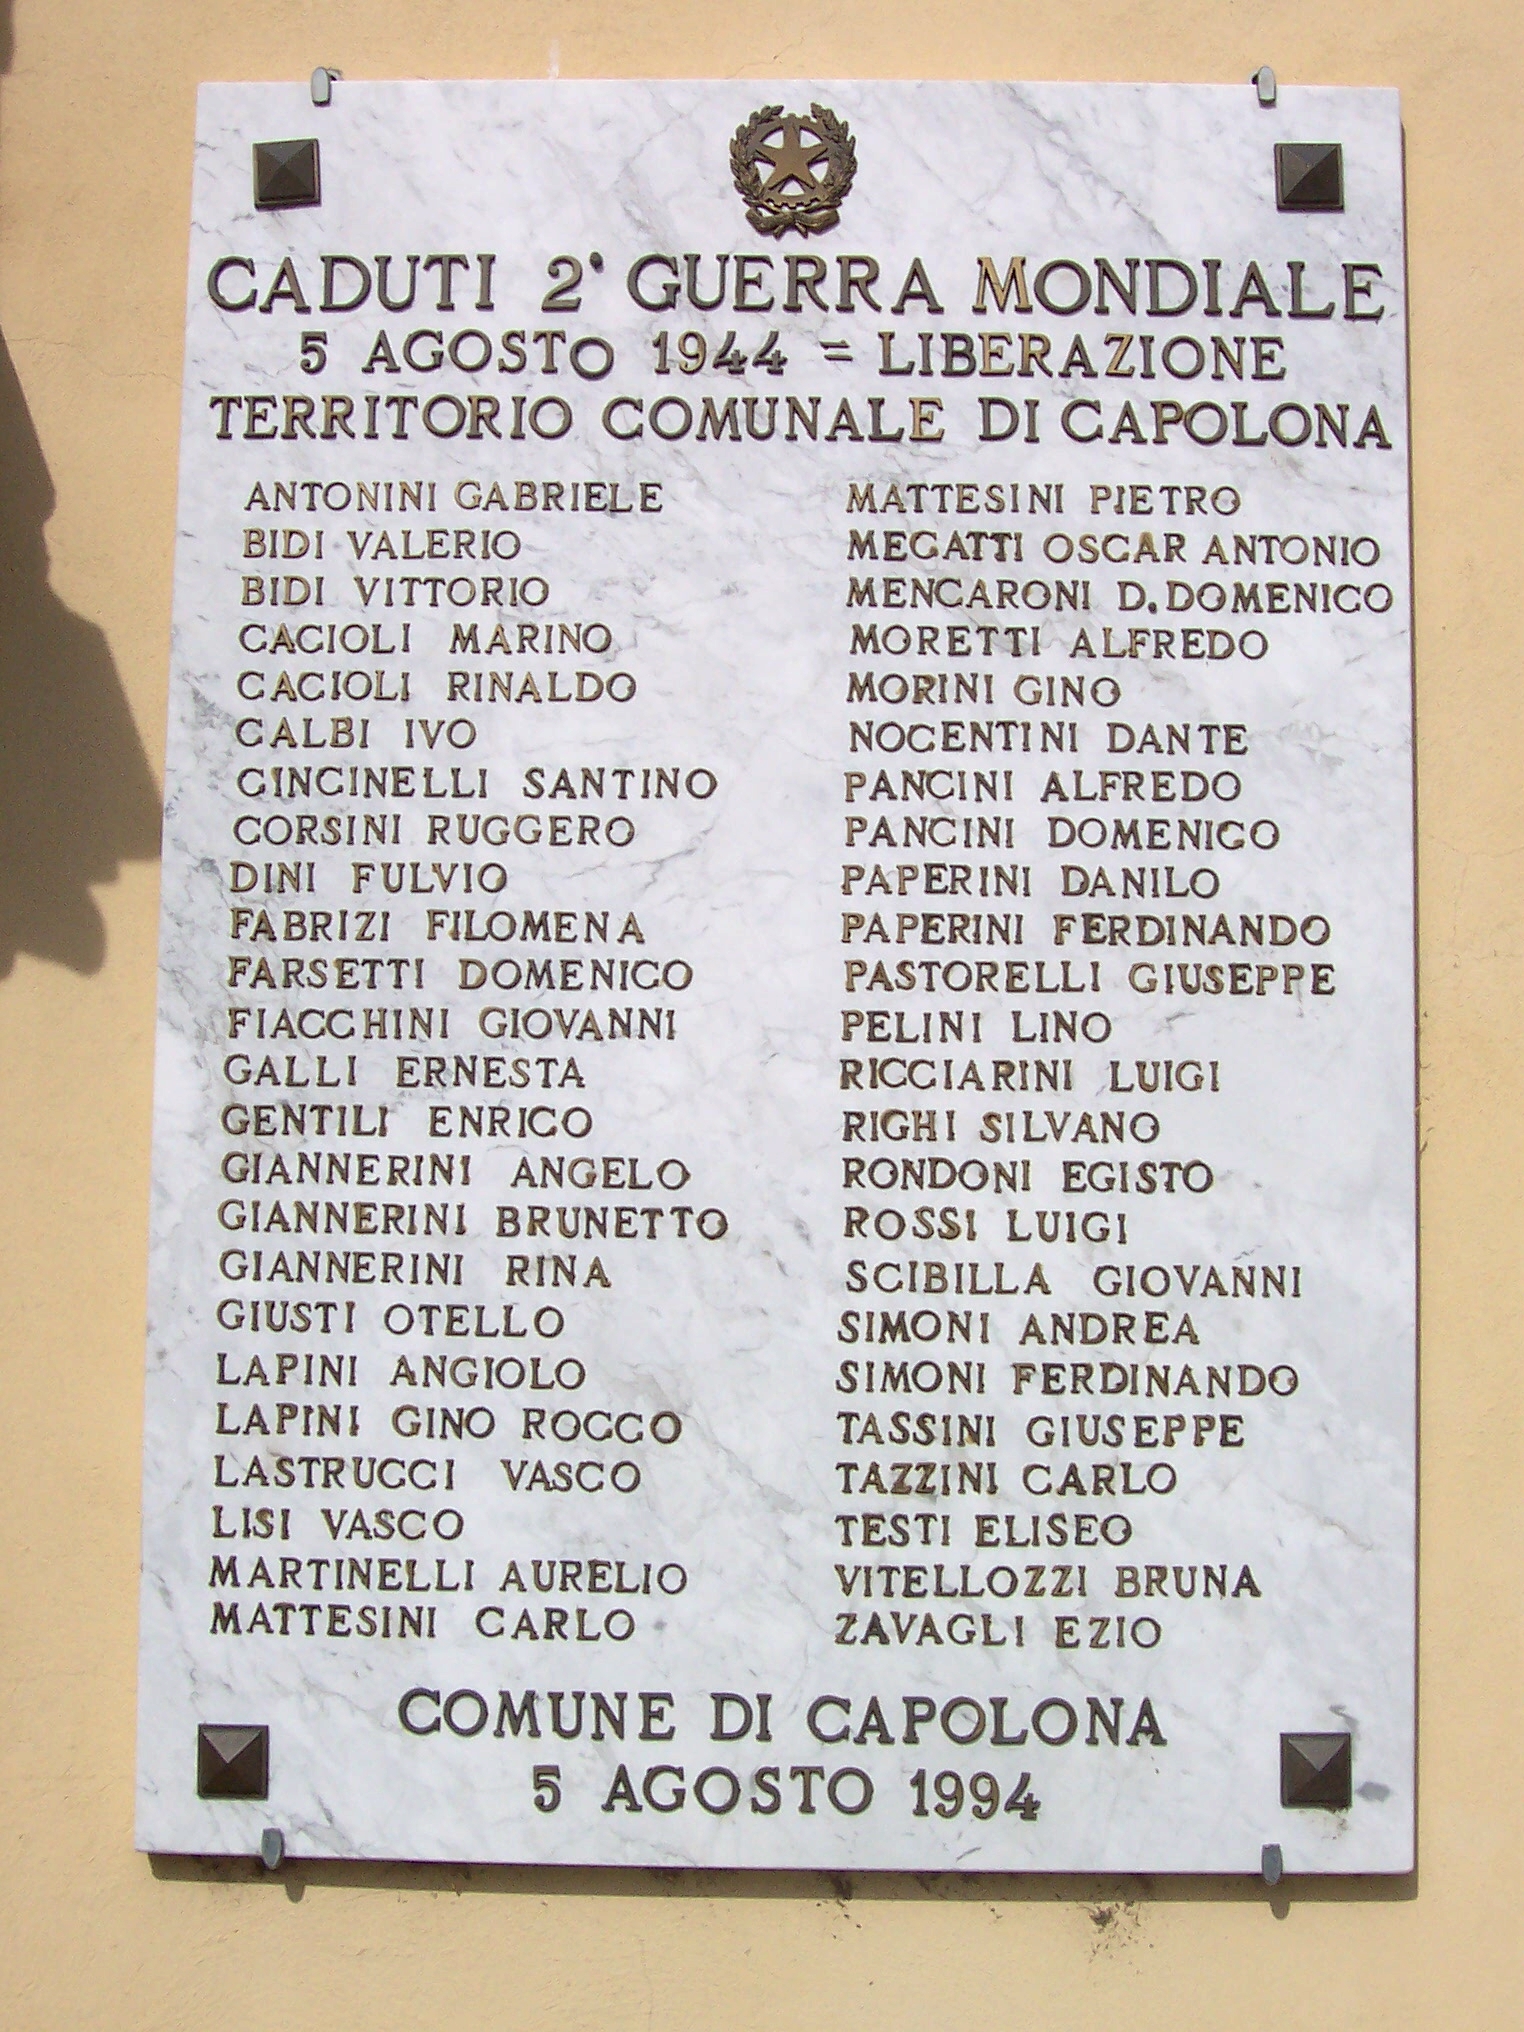 CADUTI 2° GUERRA MONDIALE
5 AGOSTO 1944 = LIBERAZIONE
TERRITORIO COMUNALE DI CAPOLONA
ANTONINI GABRIELE
BIDI VALERIO
BIDI VITTORIO
CACIOLI MARINO
CACIOLI RINALDO
CALBI IVO
CINCINELLI SANTINO
CORSINI RUGGERO
DINI FULVIO
FABRIZI FILOMENA
FARSETTI DOMENICO
FIACCHINI GIOVANNI
GALLI ERNESTA
GENTILI ENRICO
GIANNERINI ANGELO
GIANNERINI BRUNETTO
GIANNERINI RINA
GIUSTI OTELLO
LAPINI ANGIOLO
LAPINI GINO ROCCO
LASTRUCCI VASCO
LISI VASCO
MARTINELLI AURELIO
MATTESINI CARLO
MATTESINI PIETRO
MEGATTI OSCAR ANTONIO
MENCARONI D. DOMENICO
MORETTI ALFREDO
MORINI GINO
NOCENTINI DANTE
PANCINI ALFREDO
PANCINI DOMENICO
PAPERINI DANILO
PAPERINI FERDINANDO
PASTORELLI GIUSEPPE
PELINI LINO
RICCIARINI LUIGI
RIGHI SILVANO
RONDONI EGISTO
ROSSI LUIGI
SCIBILLA GIOVANNI
SIMONI ANDREA
SIMONI FERDINANDO
TASSINI GIUSEPPE
TAZZINI CARLO
TESTI ELISEO
VITELLOZZI BRUNA
ZAVAGLI EZIO
COMUNE DI CAPOLONA
5 AGOSTO 1994